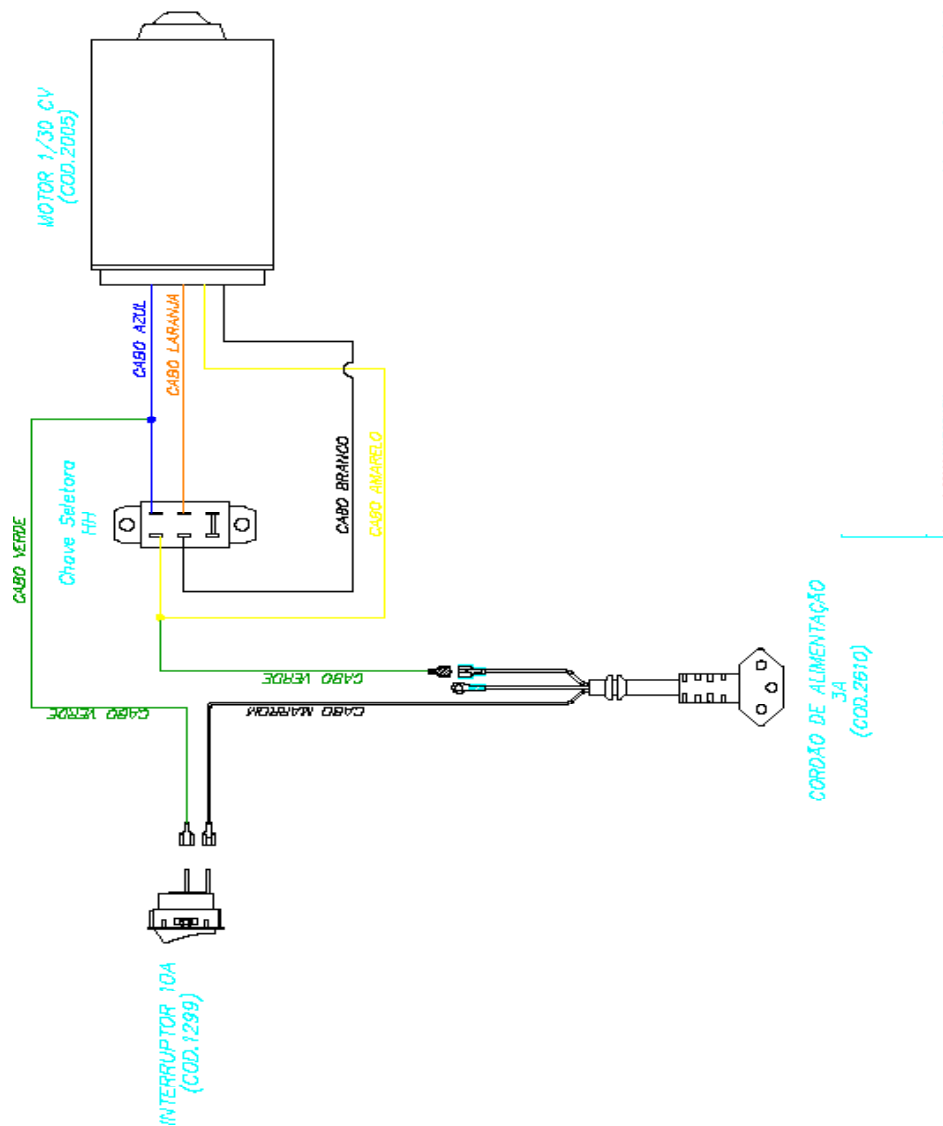 MOTOR 1/30 CV
(COD.2005)
CABO AZUL
CABO LARANJA
CABO BRANCO
CABO AMARELO
CABO VERDE
Chave Seletora
HH
CABO VERDE
CABO VERDE
CABO MARROM
CORDÃO DE ALIMENTAÇÃO
3A
(COD.2610)
INTERRUPTOR 10A
(COD.1299)